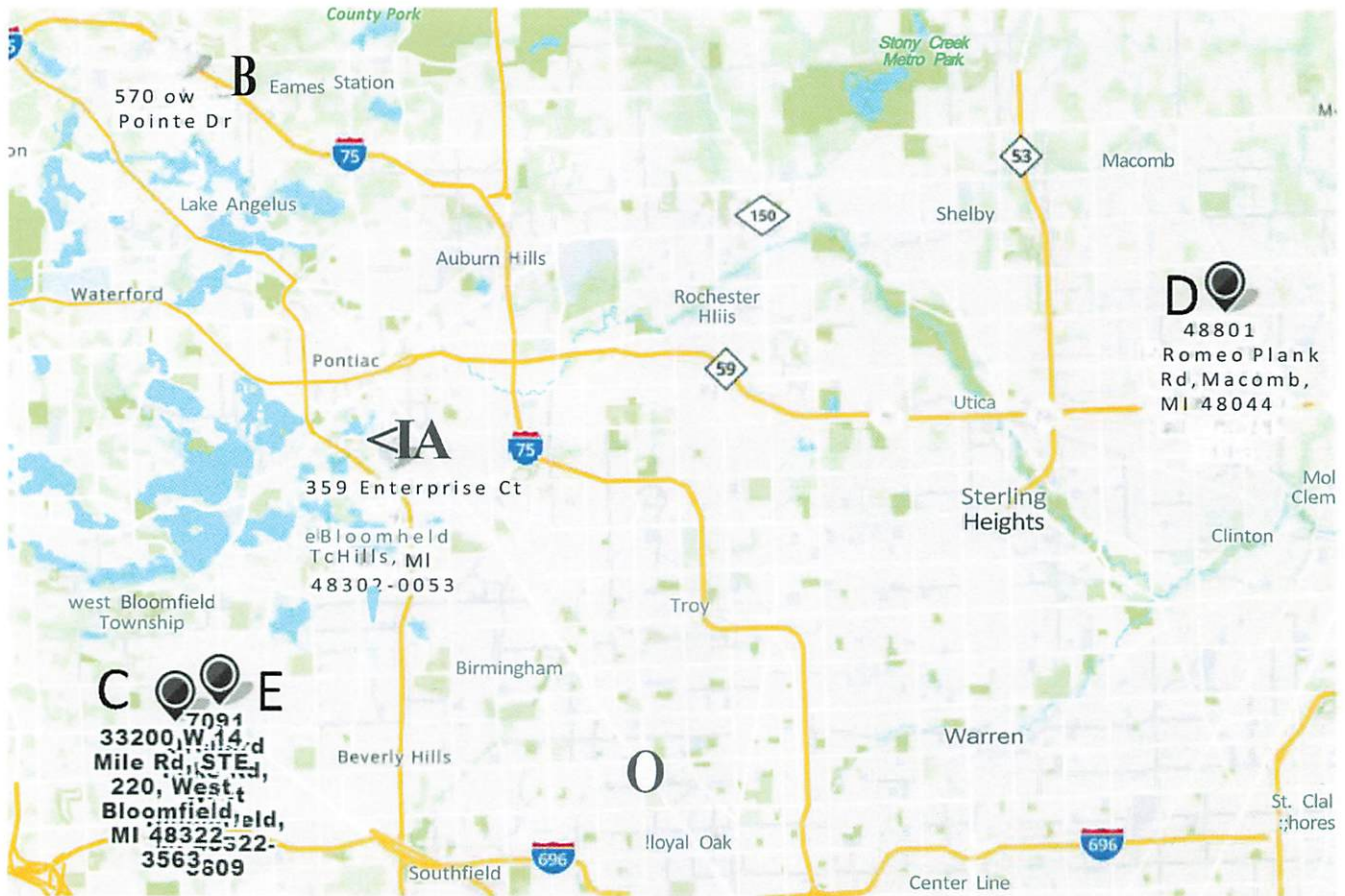 County Pork
Stony Creek
Metro Park
5
B
Eames Station
570 ow
Pointe Dr
75
53
Macomb
M
on
Lake Angelus
150
Shelby
Auburn Hills
Waterford
Rochester
Hliis
D
48801
Romeo Plank
Rd, Macomb,
MI 48044
Pontiac
59
Utica
<IA
75
359 Enterprise Ct
Sterling
Heights
Mol
Clem
Clinton
eBloomheld
TcHills, MI
48302-0053
west Bloomfield
Township
Troy
Birmingham
C
E
7091
33200 W 14
Mile Rd, STE
220, West
Bloomfield,
MI 48322-
3563
Beverly Hills
O
Warren
St. Clal
:;hores
!loyal Oak
696
696
Southfield
Center Line